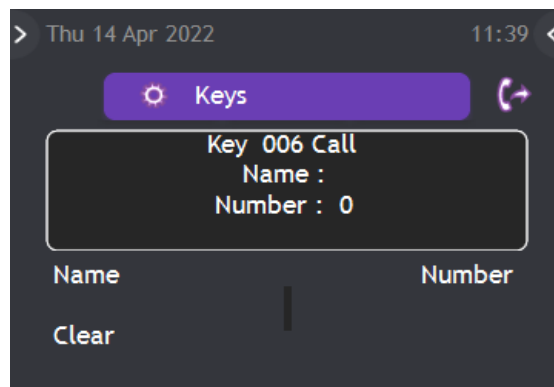 Thu 14 Apr 2022 11:39
Keys
Key 006 Call
Name :
Number : 0
Name Number
Clear